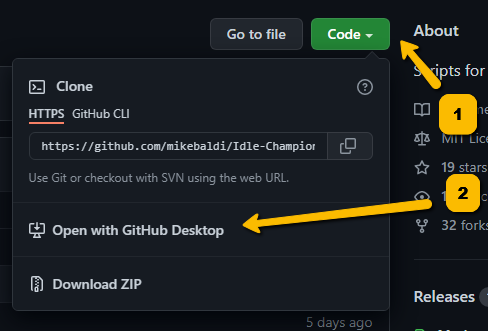 Go to file
Code
About
Clone
Scripts for
HTTPS
GitHub CLI
1
https://github.com/mikebaldi/Idle-Champion
MIT Lice
Use Git or checkout with SVN using the web URL.
19 stars
2
Open with GitHub Desktop
32 forks
Download ZIP
Releases
5 days ago